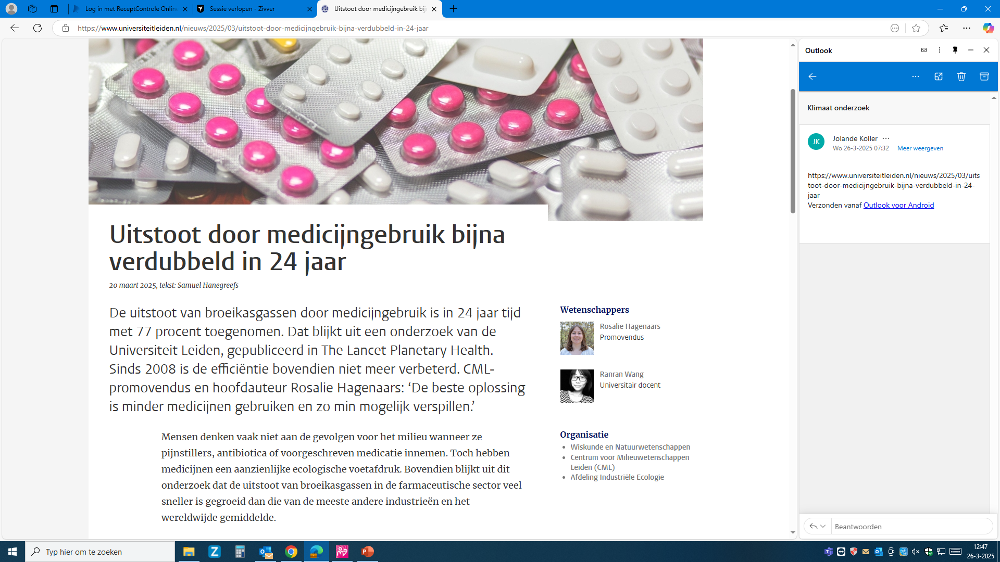 Log in met ReceptControle Online
Sessie verlopen - Zivver
Uitstoot door medicijngebruik bij
https://www.universiteitleiden.nl/nieuws/2025/03/uitstoot-door-medicijngebruik-bijna-verdubbeld-in-24-jaar
Uitstoot door medicijngebruik bijna
verdubbeld in 24 jaar
20 maart 2025, tekst: Samuel Hanegreefs
De uitstoot van broeikasgassen door medicijngebruik is in 24 jaar tijd
met 77 procent toegenomen. Dat blijkt uit een onderzoek van de
Universiteit Leiden, gepubliceerd in The Lancet Planetary Health.
Sinds 2008 is de efficiëntie bovendien niet meer verbeterd. CML-
promovendus en hoofdauteur Rosalie Hagenaars: ‘De beste oplossing
is minder medicijnen gebruiken en zo min mogelijk verspillen.’
Mensen denken vaak niet aan de gevolgen voor het milieu wanneer ze
pijnstillers, antibiotica of voorgeschreven medicatie innemen. Toch hebben
medicijnen een aanzienlijke ecologische voetafdruk. Bovendien blijkt uit dit
onderzoek dat de uitstoot van broeikasgassen in de farmaceutische sector veel
sneller is gegroeid dan die van de meeste andere industrieën en het
wereldwijde gemiddelde.
Wetenschappers
Rosalie Hagenaars
Promovendus
Ranran Wang
Universitair docent
Organisatie
Wiskunde en Natuurwetenschappen
Centrum voor Milieuwetenschappen
Leiden (CML)
Afdeling Industriële Ecologie
Outlook
Klimaat onderzoek
JK
Jolande Koller
Wo 26-3-2025 07:32 Meer weergeven
https://www.universiteitleiden.nl/nieuws/2025/03/uits
toot-door-medicijngebruik-bijna-verdubbeld-in-24-
jaar
Verzonden vanaf Outlook voor Android
Beantwoorden
Typ hier om te zoeken
12:47
26-3-2025